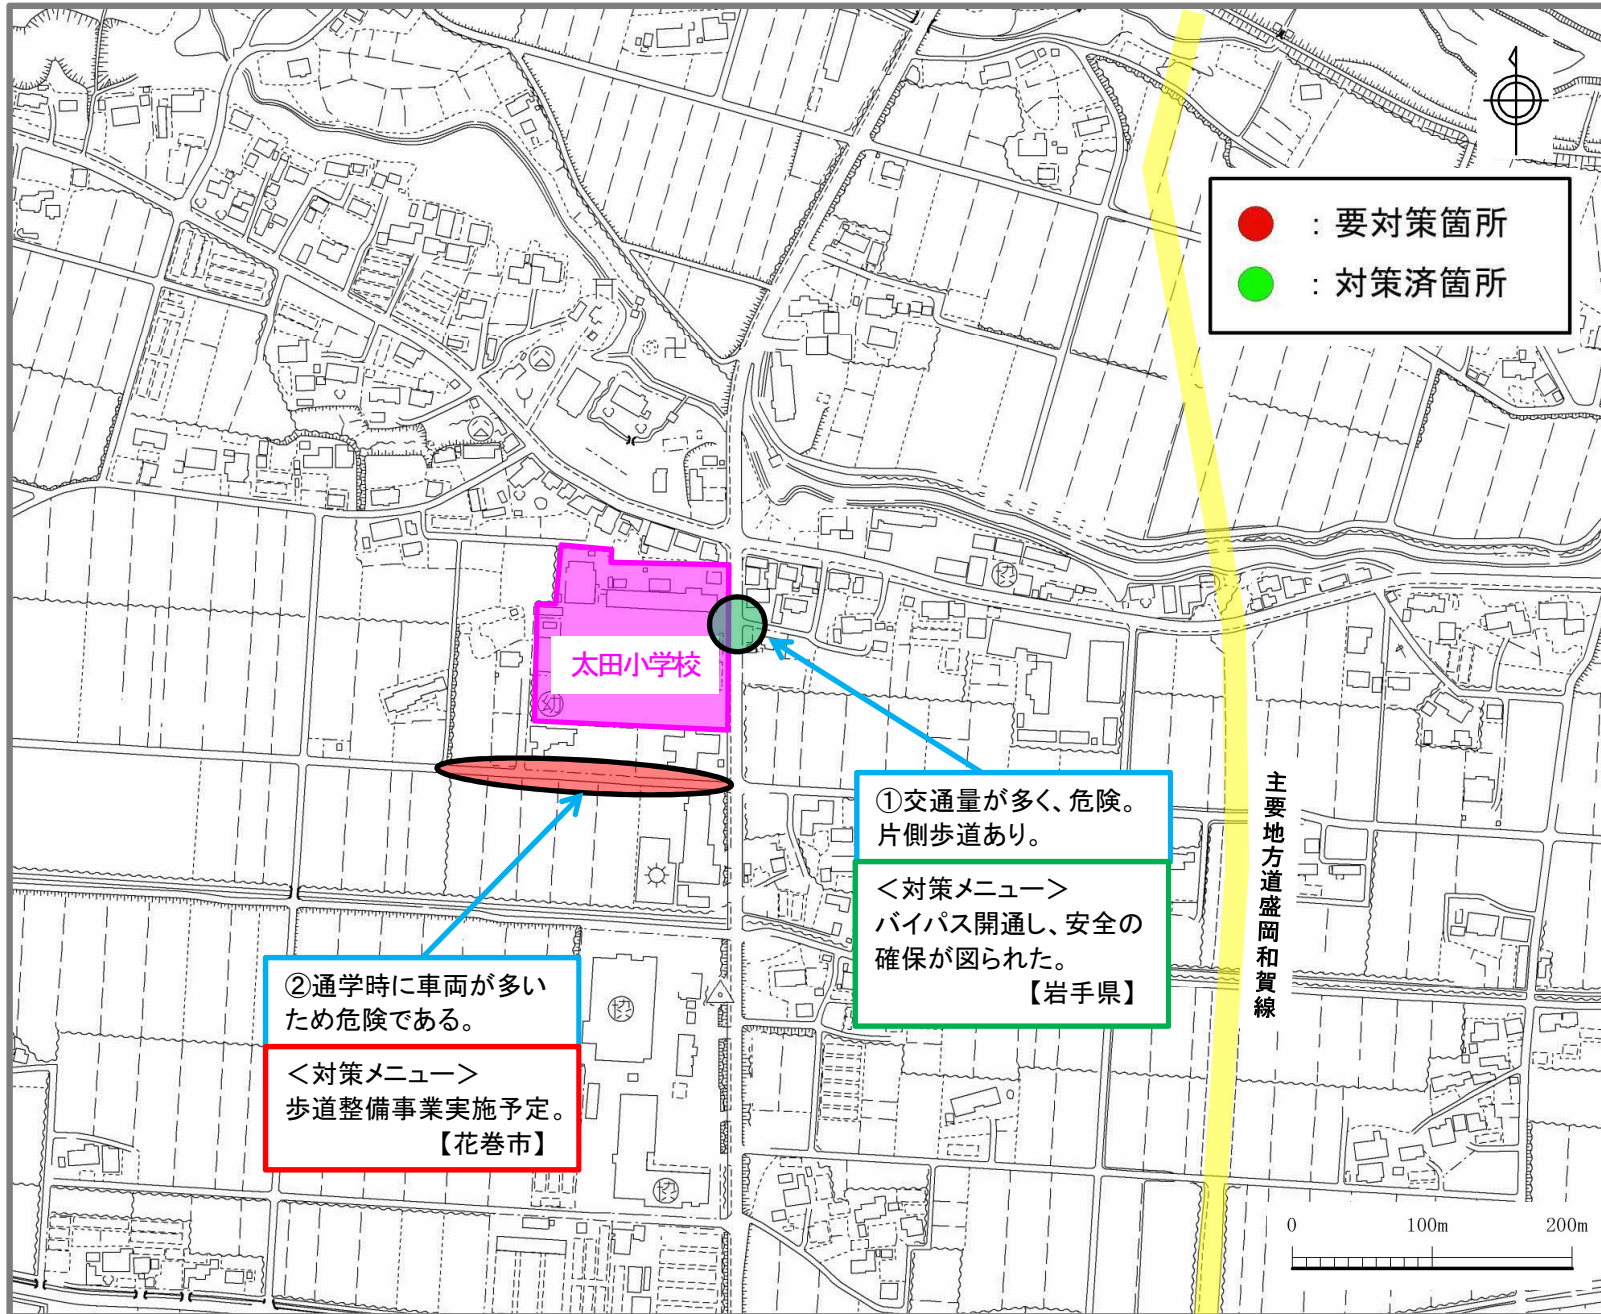 ：要対策箇所
：対策済箇所
太田小学校
幼
①交通量が多く、危険。
片側歩道あり。
＜対策メニュー＞
バイパス開通し、安全の
確保が図られた。
【岩手県】
主要地方道盛岡和賀線
②通学時に車両が多い
ため危険である。
＜対策メニュー＞
歩道整備事業実施予定。
【花巻市】
0 100m 200m